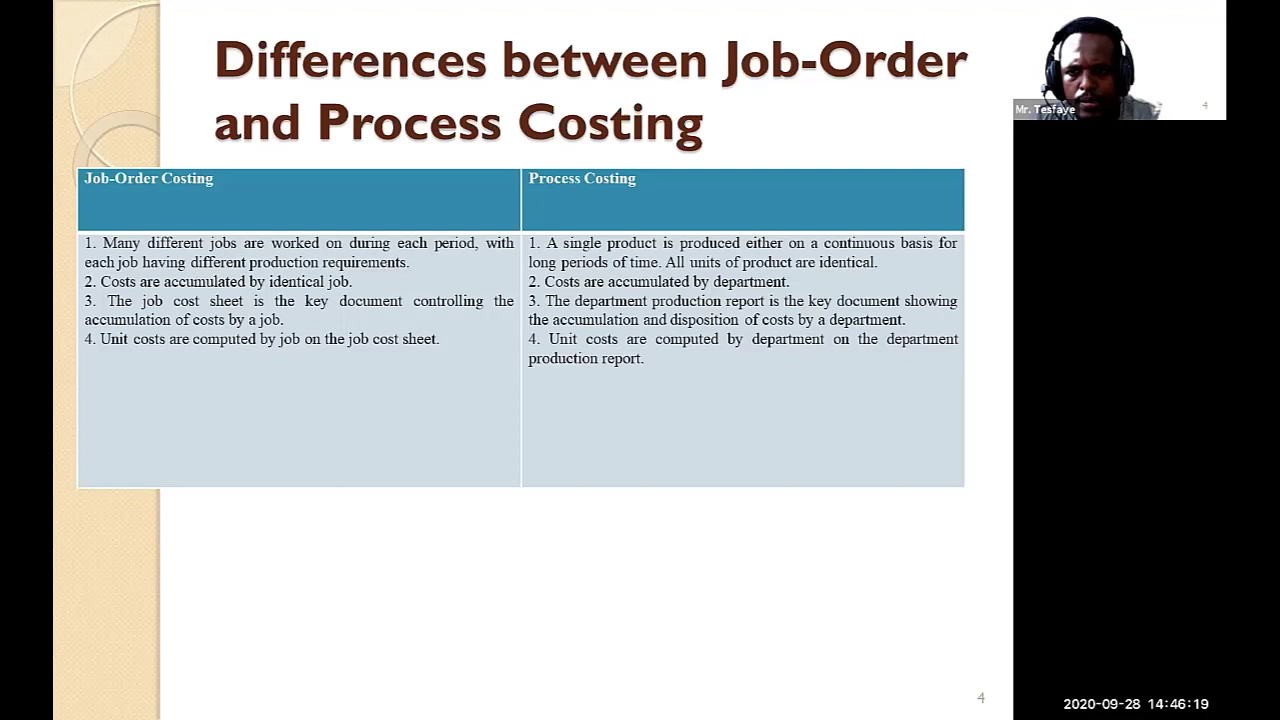 Differences between Job-Order
and Process Costing
Mr. Tesfaye
4
Job-Order Costing
Process Costing
1. Many different jobs are worked on during each period, with
each job having different production requirements.
2. Costs are accumulated by identical job.
3. The job cost sheet is the key document controlling the
accumulation of costs by a job.
4. Unit costs are computed by job on the job cost sheet.
1. A single product is produced either on a continuous basis for
long periods of time. All units of product are identical.
2. Costs are accumulated by department.
3. The department production report is the key document showing
the accumulation and disposition of costs by a department.
4. Unit costs are computed by department on the department
production report.
4
2020-09-28 14:46:19